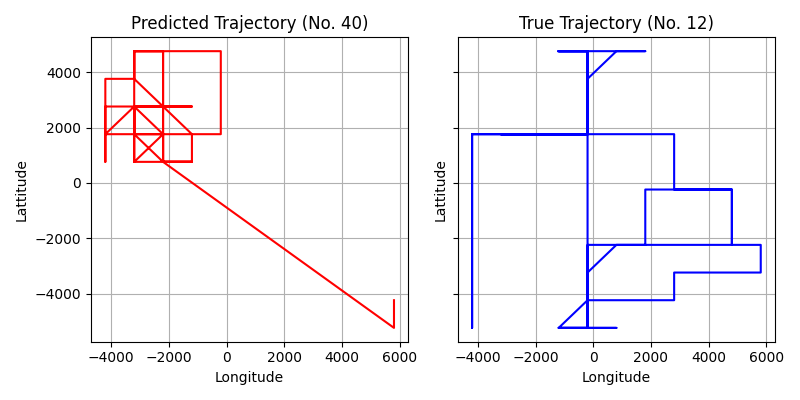 Predicted Trajectory (No. 40)
Lattitude
4000
2000
0
−2000
−4000
−4000 −2000 0 2000 4000 6000
Longitude
True Trajectory (No. 12)
Lattitude
−4000 −2000 0 2000 4000 6000
Longitude